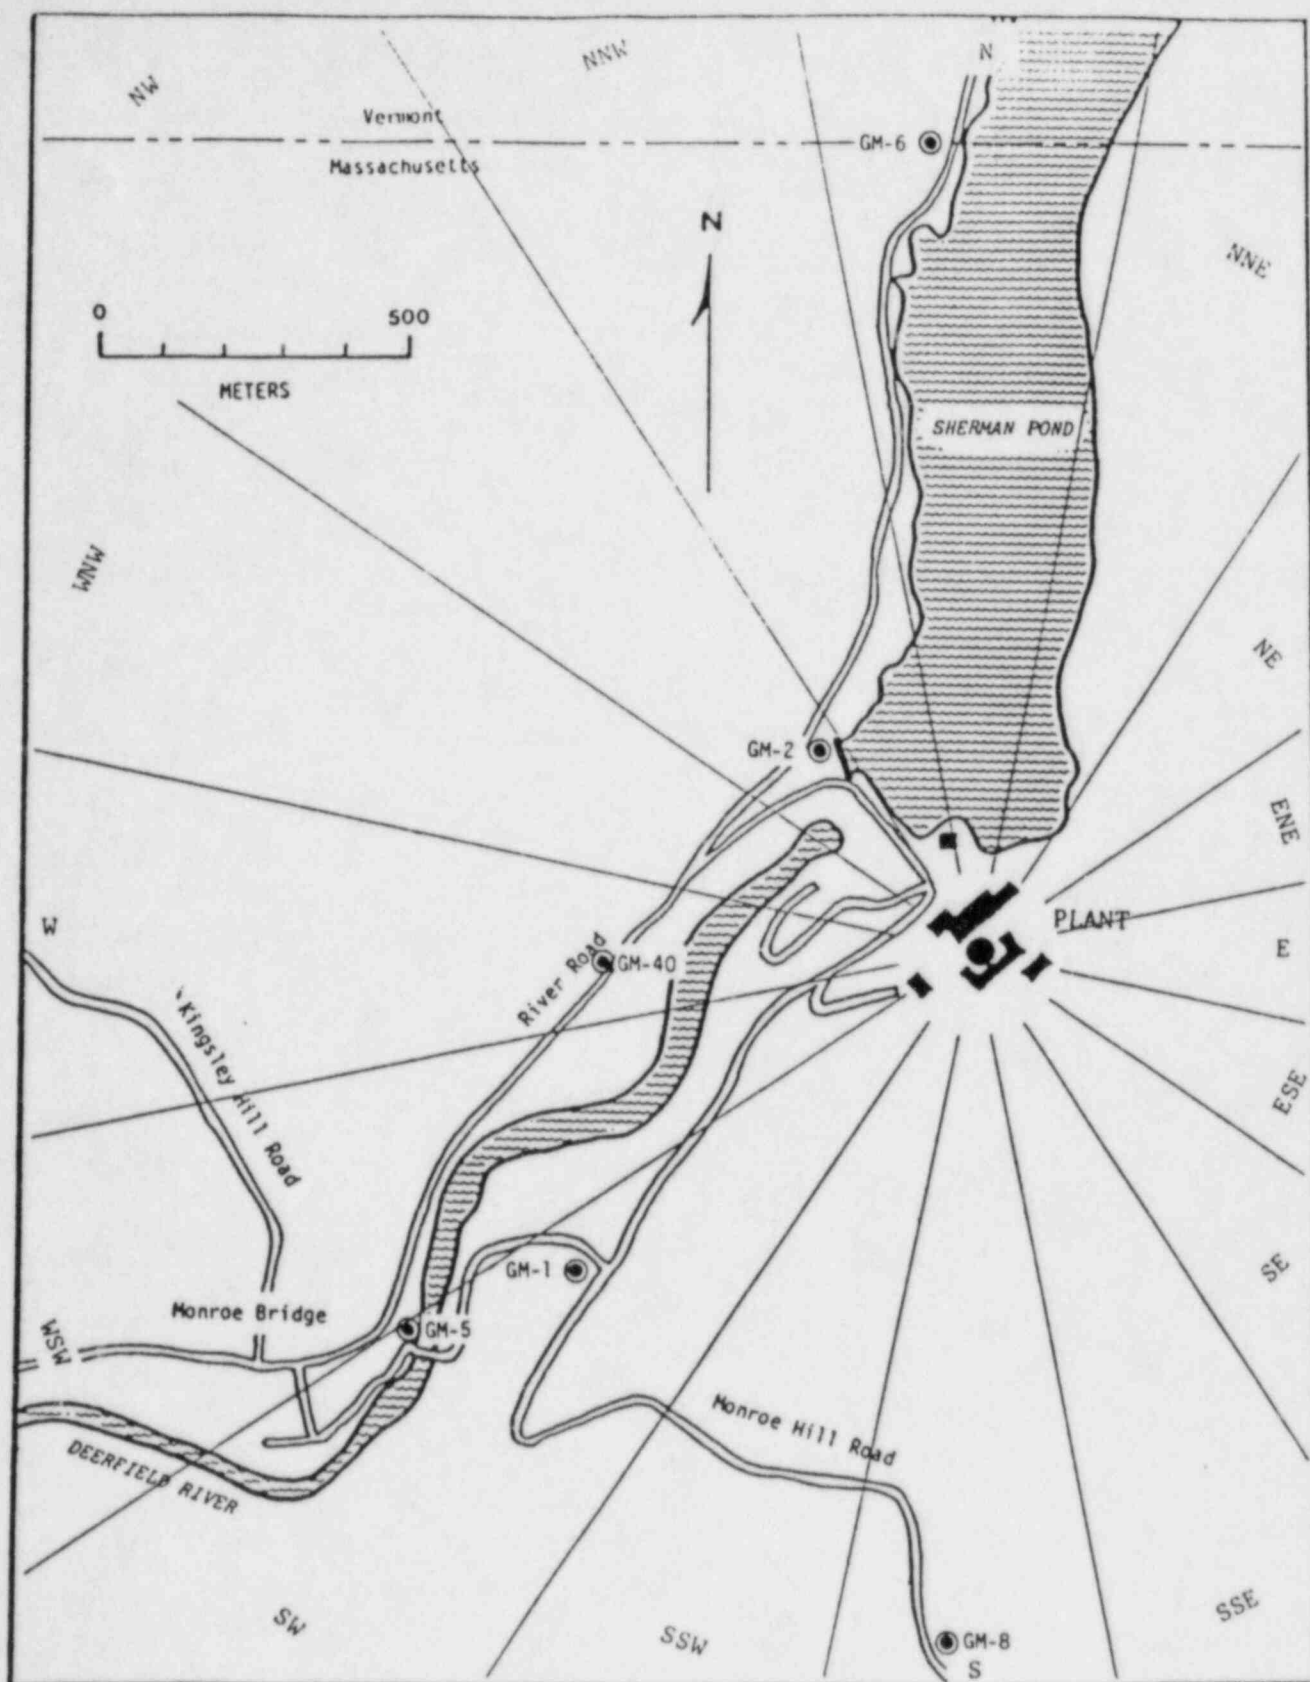 N
NNW
NW
Vermont
Massachusetts
GM-6
N
NNE
0 500
METERS
SHERMAN POND
WNW
NE
GM-2
ENE
PLANT
W
E
River Road
GM-40
Kingsley Hill Road
ESE
GM-1
SE
Monroe Bridge
GM-5
WSW
Monroe Hill Road
DEERFIELD RIVER
SSE
SW
SSW
GM-8
S